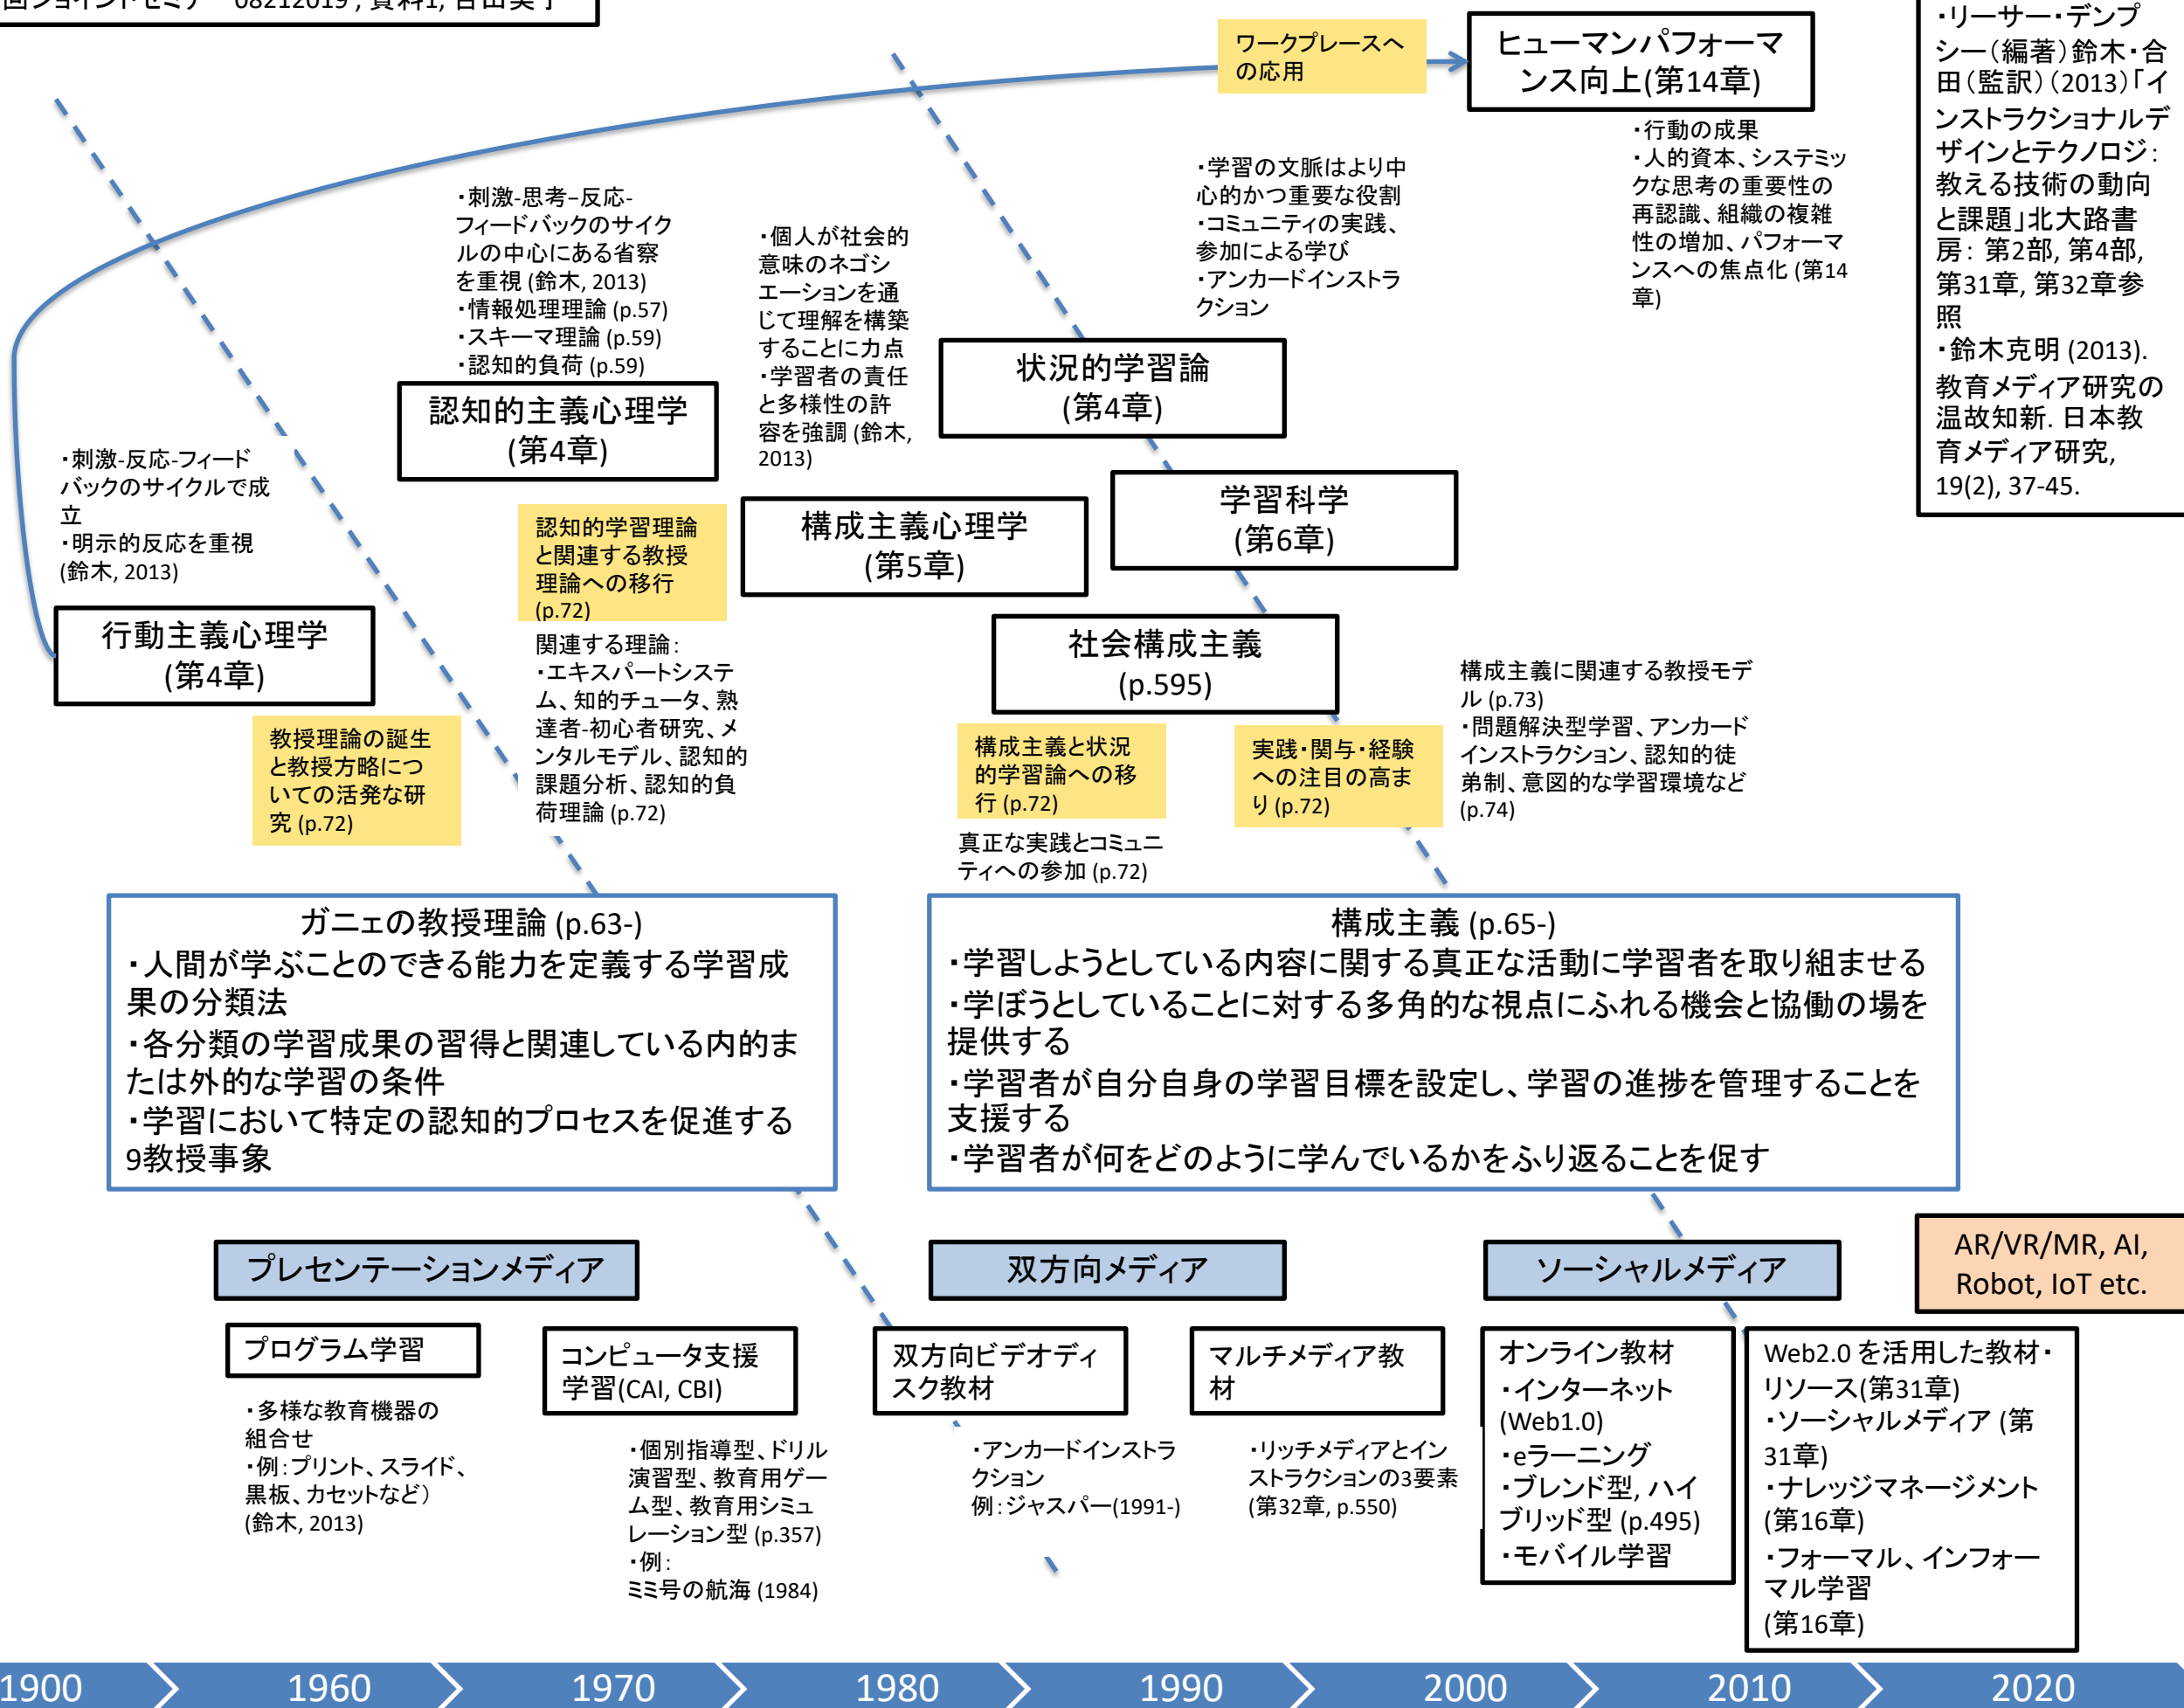 08212019 , 資料1,
ワークプレースへ
の応用
ヒューマンパフォーマ
ンス向上(第14章)
・行動の成果
・人的資本、システミッ
クな思考の重要性の
再認識、組織の複雑
性の増加、パフォーマ
ンスへの焦点化 (第14
章)
・リーサー・デンプ
シー(編著)鈴木・合
田(監訳)(2013)「イ
ンストラクショナルデ
ザインとテクノロジ:
教える技術の動向
と課題」北大路書
房: 第2部, 第4部,
第31章, 第32章参
照
・鈴木克明 (2013).
教育メディア研究の
温故知新. 日本教
育メディア研究,
19(2), 37-45.
・刺激-思考–反応-
フィードバックのサイク
ルの中心にある省察
を重視 (鈴木, 2013)
・情報処理理論 (p.57)
・スキーマ理論 (p.59)
・認知的負荷 (p.59)
認知的主義心理学
(第4章)
・個人が社会的
意味のネゴシ
エーションを通
じて理解を構築
することに力点
・学習者の責任
と多様性の許
容を強調 (鈴木,
2013)
・学習の文脈はより中
心的かつ重要な役割
・コミュニティの実践、
参加による学び
・アンカードインストラ
クション
状況的学習論
(第4章)
・刺激-反応-フィード
バックのサイクルで成
立
・明示的反応を重視
(鈴木, 2013)
行動主義心理学
(第4章)
認知的学習理論
と関連する教授
理論への移行
(p.72)
構成主義心理学
(第5章)
学習科学
(第6章)
社会構成主義
(p.595)
関連する理論:
・エキスパートシステ
ム、知的チュータ、熟
達者-初心者研究、メ
ンタルモデル、認知的
課題分析、認知的負
荷理論 (p.72)
教授理論の誕生
と教授方略につ
いての活発な研
究 (p.72)
構成主義と状況
的学習論への移
行 (p.72)
真正な実践とコミュニ
ティへの参加 (p.72)
実践・関与・経験
への注目の高ま
り (p.72)
構成主義に関連する教授モデ
ル (p.73)
・問題解決型学習、アンカード
インストラクション、認知的徒
弟制、意図的な学習環境など
(p.74)
ガニェの教授理論 (p.63-)
・人間が学ぶことのできる能力を定義する学習成
果の分類法
・各分類の学習成果の習得と関連している内的ま
たは外的な学習の条件
・学習において特定の認知的プロセスを促進する
9教授事象
構成主義 (p.65-)
・学習しようとしている内容に関する真正な活動に学習者を取り組ませる
・学ぼうとしていることに対する多角的な視点にふれる機会と協働の場を
提供する
・学習者が自分自身の学習目標を設定し、学習の進捗を管理することを
支援する
・学習者が何をどのように学んでいるかをふり返ることを促す
プレセンテーションメディア
双方向メディア
ソーシャルメディア
AR/VR/MR, AI,
Robot, IoT etc.
プログラム学習
・多様な教育機器の
組合せ
・例:プリント、スライド、
黒板、カセットなど)
(鈴木, 2013)
コンピュータ支援
学習(CAI, CBI)
・個別指導型、ドリル
演習型、教育用ゲー
ム型、教育用シミュ
レーション型 (p.357)
・例:
ミミ号の航海 (1984)
双方向ビデオディ
スク教材
・アンカードインストラ
クション
例:ジャスパー(1991-)
マルチメディア教
材
・リッチメディアとイン
ストラクションの3要素
(第32章, p.550)
オンライン教材
・インターネット
(Web1.0)
・eラーニング
・ブレンド型, ハイ
ブリッド型 (p.495)
・モバイル学習
Web2.0 を活用した教材・
リソース(第31章)
・ソーシャルメディア (第
31章)
・ナレッジマネージメント
(第16章)
・フォーマル、インフォー
マル学習
(第16章)
1900
1960
1970
1980
1990
2000
2010
2020